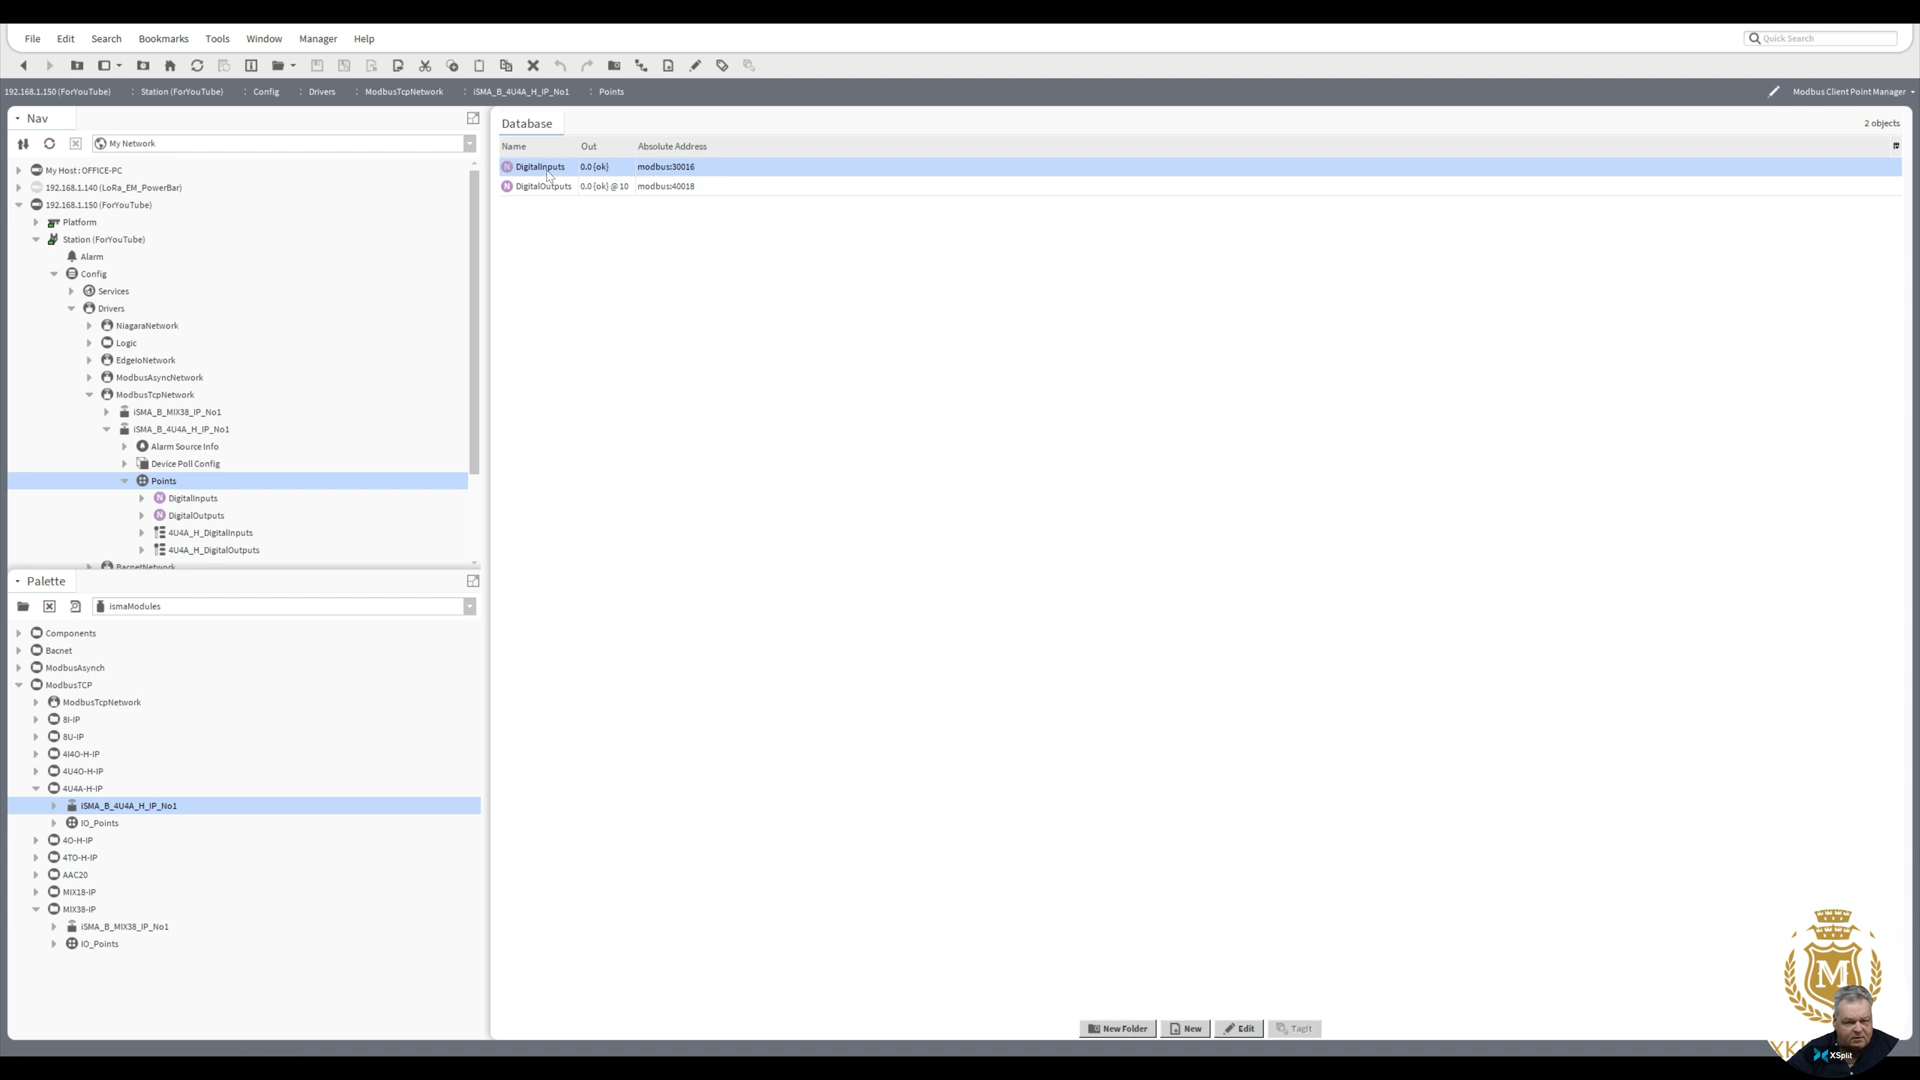 File Edit Search Bookmarks Tools Window Manager Help
Quick Search
192.168.1.150 (ForYouTube) : Station (ForYouTube) : Config : Drivers : ModbusTcpNetwork : iSMA_B_4U4A_H_IP_No1 : Points
Modbus Client Point Manager
Nav
My Network
My Host : OFFICE-PC
192.168.1.140 (LoRa_EM_PowerBar)
192.168.1.150 (ForYouTube)
Platform
Station (ForYouTube)
Alarm
Config
Services
Drivers
NiagaraNetwork
Logic
EdgeIoNetwork
ModbusAsyncNetwork
ModbusTcpNetwork
iSMA_B_MIX38_IP_No1
iSMA_B_4U4A_H_IP_No1
Alarm Source Info
Device Poll Config
Points
DigitalInputs
DigitalOutputs
4U4A_H_DigitalInputs
4U4A_H_DigitalOutputs
BacnetNetwork
Palette
ismaModules
Components
Bacnet
ModbusAsynch
ModbusTCP
ModbusTcpNetwork
8I-IP
8U-IP
4I4O-H-IP
4U4O-H-IP
4U4A-H-IP
iSMA_B_4U4A_H_IP_No1
IO_Points
4O-H-IP
4TO-H-IP
AAC20
MIX18-IP
MIX38-IP
iSMA_B_MIX38_IP_No1
IO_Points
Database
2 objects
Name Out Absolute Address
DigitalInputs 0.0 {ok} modbus:30016
DigitalOutputs 0.0 {ok} @ 10 modbus:40018
New Folder New Edit TagIt
M
XSplit